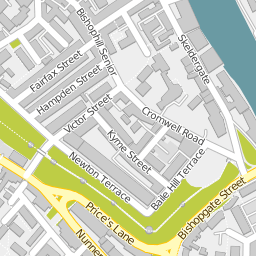 Bishophill Senior
Skeldergate
Fairfax Street
Hampden Street
Victor Street
Cromwell Road
Kyme Street
Newton Terrace
Baile Hill Terrace
Bishopgate Street
Price's Lane
Nunner